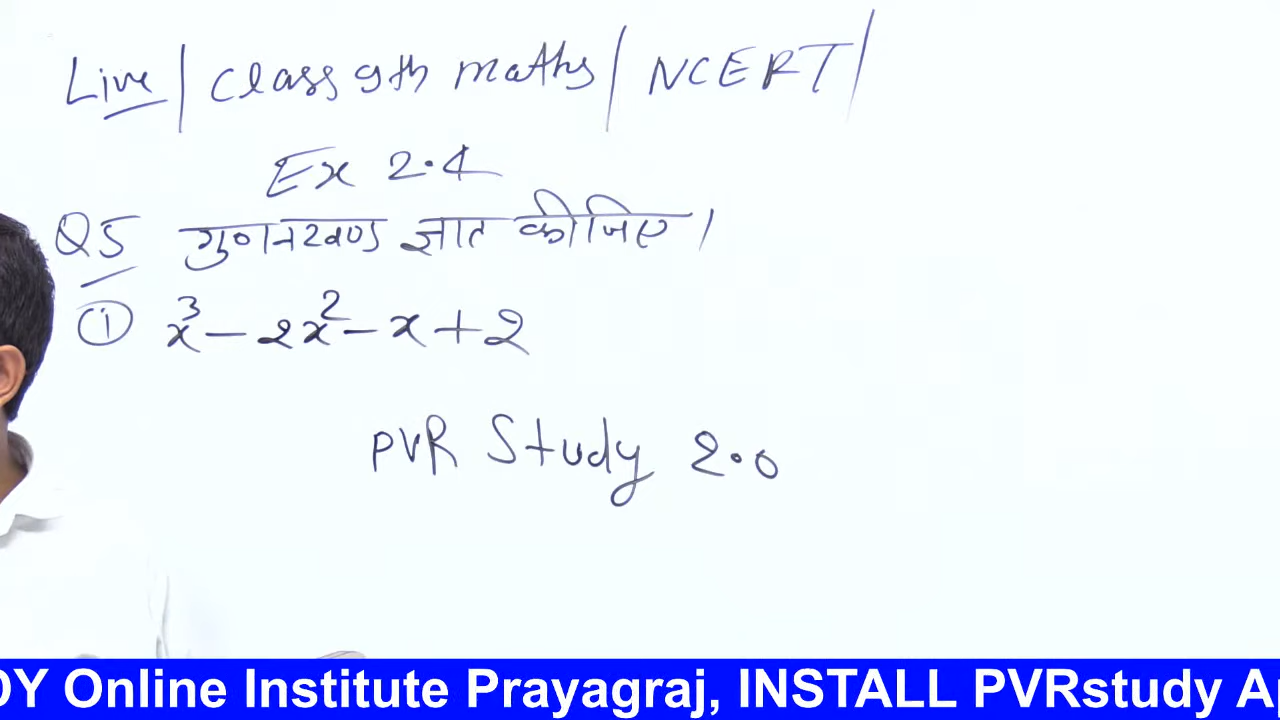 Live | Class 9th maths | NCERT |
Ex 2.4
Q5 गुणनखण्ड ज्ञात कीजिए।
① x³ - 2x² - x + 2
PVR Study 2.0
DY Online Institute Prayagraj, INSTALL PVRstudy Ap